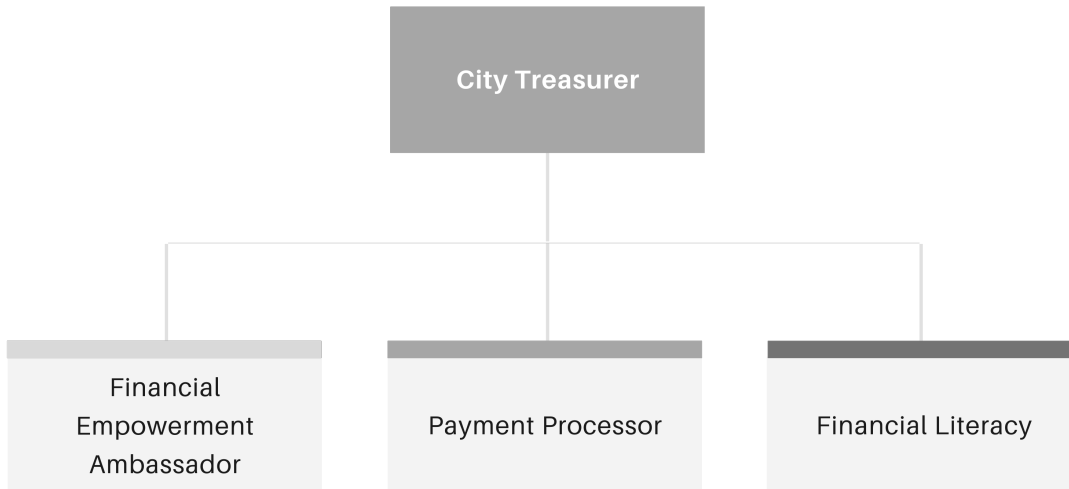 City Treasurer
Financial
Empowerment
Ambassador
Payment Processor
Financial Literacy